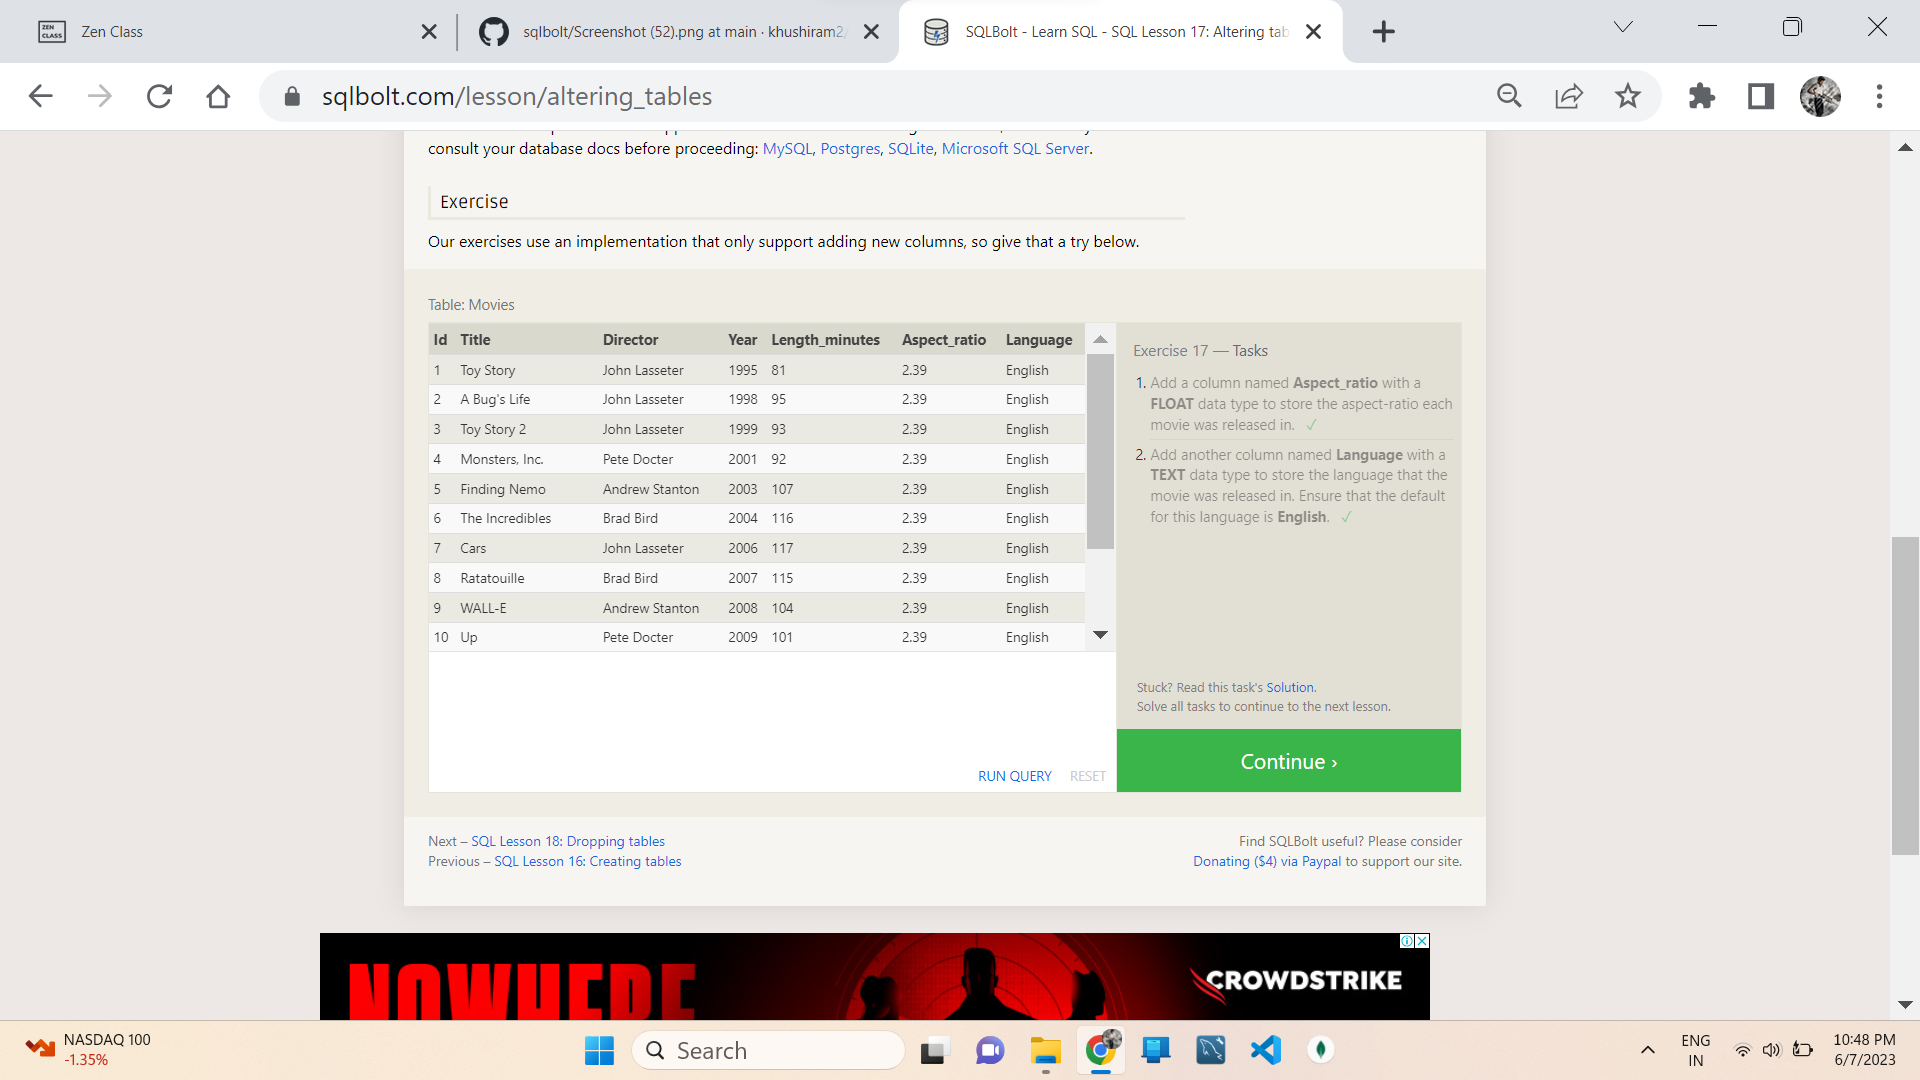 ZEN CLASS
Zen Class
sqlbolt/Screenshot (52).png at main · khushiram2/
SQLBolt - Learn SQL - SQL Lesson 17: Altering tab
sqlbolt.com/lesson/altering_tables
consult your database docs before proceeding: MySQL, Postgres, SQLite, Microsoft SQL Server.
Exercise
Our exercises use an implementation that only support adding new columns, so give that a try below.
Table: Movies
Id Title Director Year Length_minutes Aspect_ratio Language
1 Toy Story John Lasseter 1995 81 2.39 English
2 A Bug's Life John Lasseter 1998 95 2.39 English
3 Toy Story 2 John Lasseter 1999 93 2.39 English
4 Monsters, Inc. Pete Docter 2001 92 2.39 English
5 Finding Nemo Andrew Stanton 2003 107 2.39 English
6 The Incredibles Brad Bird 2004 116 2.39 English
7 Cars John Lasseter 2006 117 2.39 English
8 Ratatouille Brad Bird 2007 115 2.39 English
9 WALL-E Andrew Stanton 2008 104 2.39 English
10 Up Pete Docter 2009 101 2.39 English
RUN QUERY RESET
Exercise 17 — Tasks
1. Add a column named Aspect_ratio with a
FLOAT data type to store the aspect-ratio each
movie was released in. ✓
2. Add another column named Language with a
TEXT data type to store the language that the
movie was released in. Ensure that the default
for this language is English. ✓
Stuck? Read this task's Solution.
Solve all tasks to continue to the next lesson.
Continue ›
Next – SQL Lesson 18: Dropping tables
Previous – SQL Lesson 16: Creating tables
Find SQLBolt useful? Please consider
Donating ($4) via Paypal to support our site.
NOWHERE
CROWDSTRIKE
NASDAQ 100
-1.35%
Search
ENG
IN
10:48 PM
6/7/2023